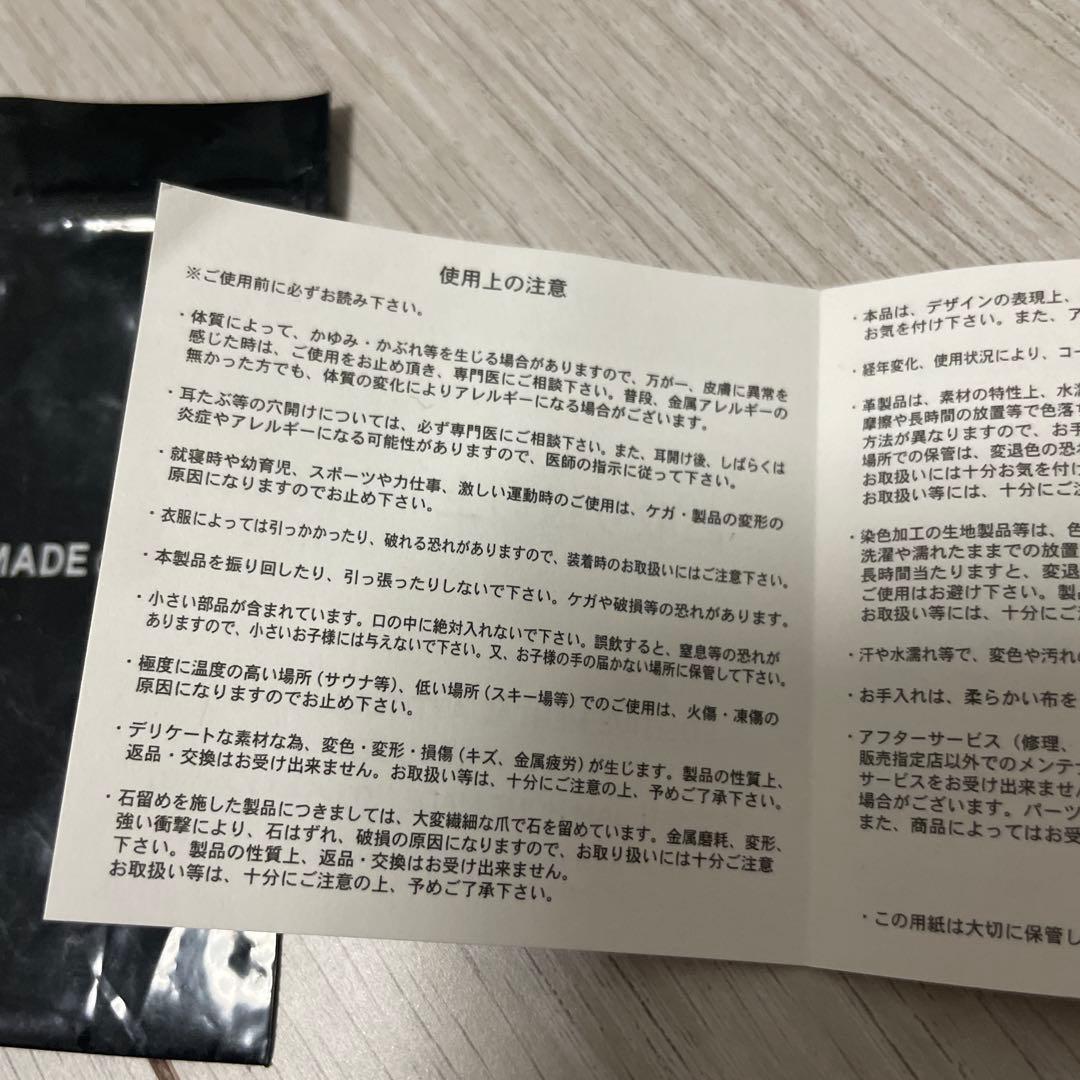 MADE
使用上の注意
※ご使用前に必ずお読み下さい。
・体質によって、かゆみ・かぶれ等を生じる場合がありますので、万が一、皮膚に異常を
感じた時は、ご使用をお止め頂き、専門医にご相談下さい。普段、金属アレルギーの
無かった方でも、体質の変化によりアレルギーになる場合がございます。
・耳たぶ等の穴開けについては、必ず専門医にご相談下さい。また、耳開け後、しばらくは
炎症やアレルギーになる可能性がありますので、医師の指示に従って下さい。
・就寝時や幼育児、スポーツや力仕事、激しい運動時のご使用は、ケガ・製品の変形の
原因になりますのでお止め下さい。
・衣服によっては引っかかったり、破れる恐れがありますので、装着時のお取扱いにはご注意下さい。
・本製品を振り回したり、引っ張ったりしないで下さい。ケガや破損等の恐れがあります。
・小さい部品が含まれています。口の中に絶対入れないで下さい。誤飲すると、窒息等の恐れが
ありますので、小さいお子様には与えないで下さい。又、お子様の手の届かない場所に保管して下さい。
・極度に温度の高い場所(サウナ等)、低い場所(スキー場等)でのご使用は、火傷・凍傷の
原因になりますのでお止め下さい。
・デリケートな素材な為、変色・変形・損傷(キズ、金属疲労)が生じます。製品の性質上、
返品・交換はお受け出来ません。お取扱い等は、十分にご注意の上、予めご了承下さい。
・石留めを施した製品につきましては、大変繊細な爪で石を留めています。金属磨耗、変形、
強い衝撃により、石はずれ、破損の原因になりますので、お取り扱いには十分ご注意
下さい。製品の性質上、返品・交換はお受け出来ません。
お取扱い等は、十分にご注意の上、予めご了承下さい。
・本品は、デザインの表現上、
お気を付け下さい。また、ア
・経年変化、使用状況により、コー
・革製品は、素材の特性上、水濡
摩擦や長時間の放置等で色落ち
方法が異なりますので、お手
場所での保管は、変退色の恐れ
お取扱いには十分お気を付け
お取扱い等には、十分にご注
・染色加工の生地製品等は、色
洗濯や濡れたままでの放置
長時間当たりますと、変退
ご使用はお避け下さい。製品
お取扱い等には、十分にご注
・汗や水濡れ等で、変色や汚れの
・お手入れは、柔らかい布を
・アフターサービス(修理、
販売指定店以外でのメンテナ
サービスをお受け出来ません
場合がございます。パーツ
また、商品によってはお受
・この用紙は大切に保管し